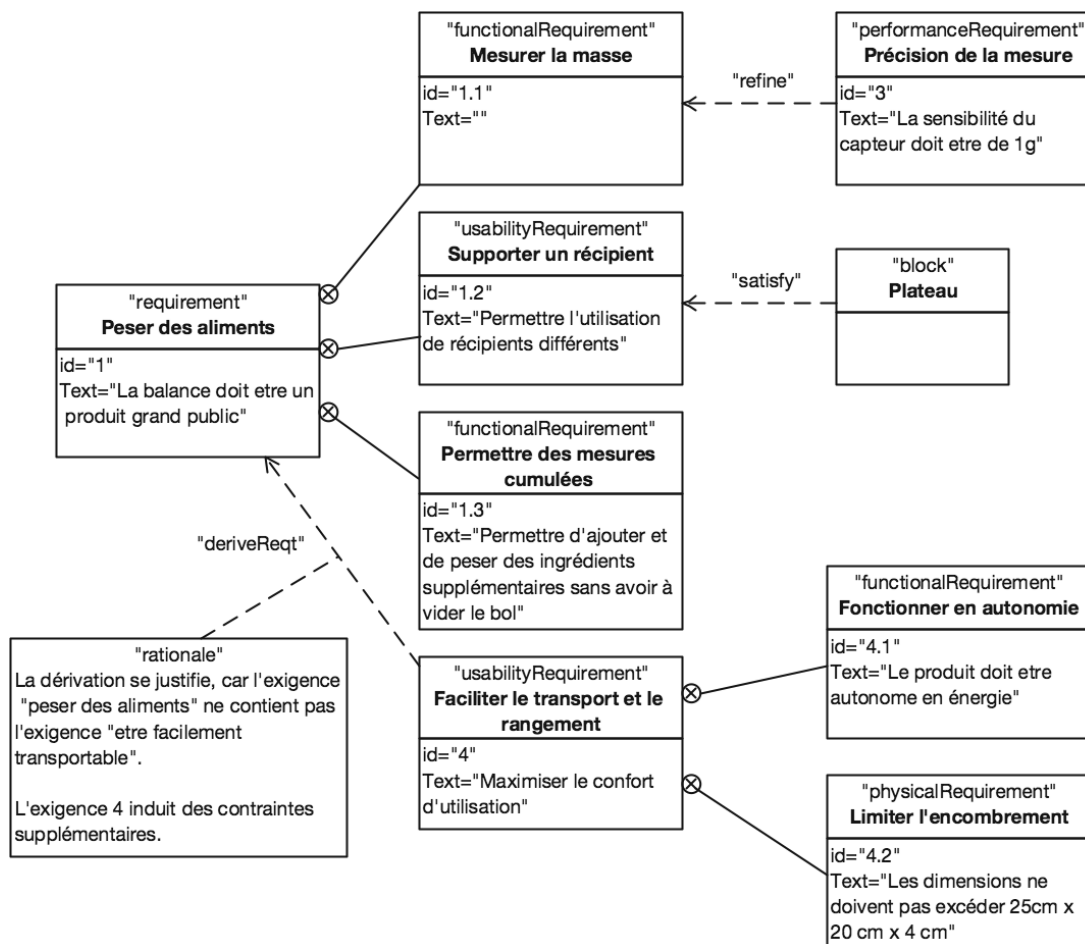 "functionalRequirement"
Mesurer la masse
id="1.1"
Text=""
"refine"
"performanceRequirement"
Précision de la mesure
id="3"
Text="La sensibilité du
capteur doit etre de 1g"
"usabilityRequirement"
Supporter un récipient
id="1.2"
Text="Permettre l'utilisation
de récipients différents"
"satisfy"
"block"
Plateau
"requirement"
Peser des aliments
id="1"
Text="La balance doit etre un
produit grand public"
"functionalRequirement"
Permettre des mesures
cumulées
id="1.3"
Text="Permettre d'ajouter et
de peser des ingrédients
supplémentaires sans avoir à
vider le bol"
"deriveReqt"
"rationale"
La dérivation se justifie, car l'exigence
"peser des aliments" ne contient pas
l'exigence "etre facilement
transportable".
L'exigence 4 induit des contraintes
supplémentaires.
"usabilityRequirement"
Faciliter le transport et le
rangement
id="4"
Text="Maximiser le confort
d'utilisation"
"functionalRequirement"
Fonctionner en autonomie
id="4.1"
Text="Le produit doit etre
autonome en énergie"
"physicalRequirement"
Limiter l'encombrement
id="4.2"
Text="Les dimensions ne
doivent pas excéder 25cm x
20 cm x 4 cm"